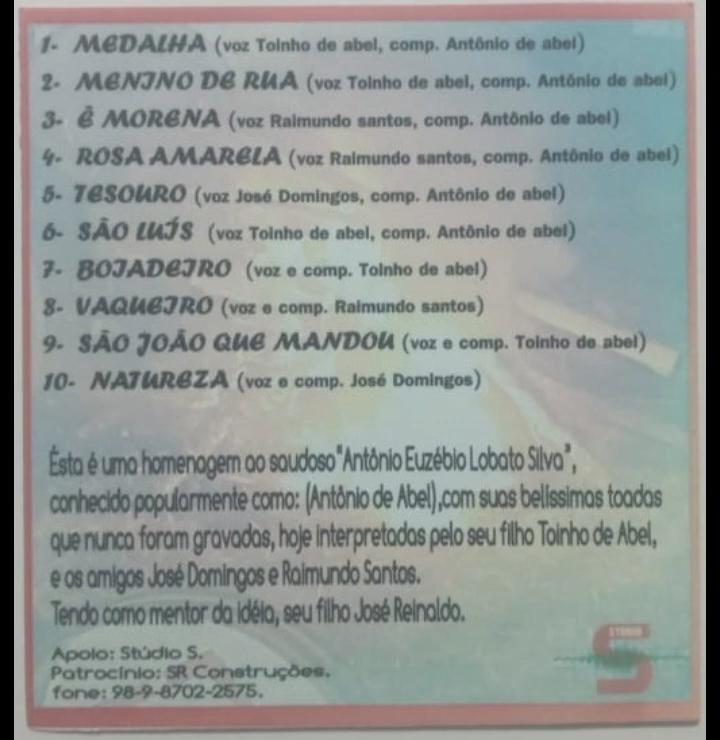 1- MEDALHA (voz Toinho de abel, comp. Antônio de abel)
2- MENINO DE RUA (voz Toinho de abel, comp. Antônio de abel)
3- Ê MORENA (voz Raimundo santos, comp. Antônio de abel)
4- ROSA AMARELA (voz Raimundo santos, comp. Antônio de abel)
5- TESOURO (voz José Domingos, comp. Antônio de abel)
6- SÃO LUÍS (voz Toinho de abel, comp. Antônio de abel)
7- BOIADEIRO (voz e comp. Toinho de abel)
8- VAQUEIRO (voz e comp. Raimundo santos)
9- SÃO JOÃO QUE MANDOU (voz e comp. Toinho de abel)
10- NATUREZA (voz e comp. José Domingos)
Ésta é uma homenagem ao saudoso "Antônio Euzébio Lobato Silva",
conhecido popularmente como: (Antônio de Abel),com suas belíssimas toadas
que nunca foram gravadas, hoje interpretadas pelo seu filho Toinho de Abel,
e os amigos José Domingos e Raimundo Santos.
Tendo como mentor da idéia, seu filho José Reinaldo.
Apoio: Stúdio S.
Patrocínio: SR Construções.
fone: 98-9-8702-2575.
STUDIO
S